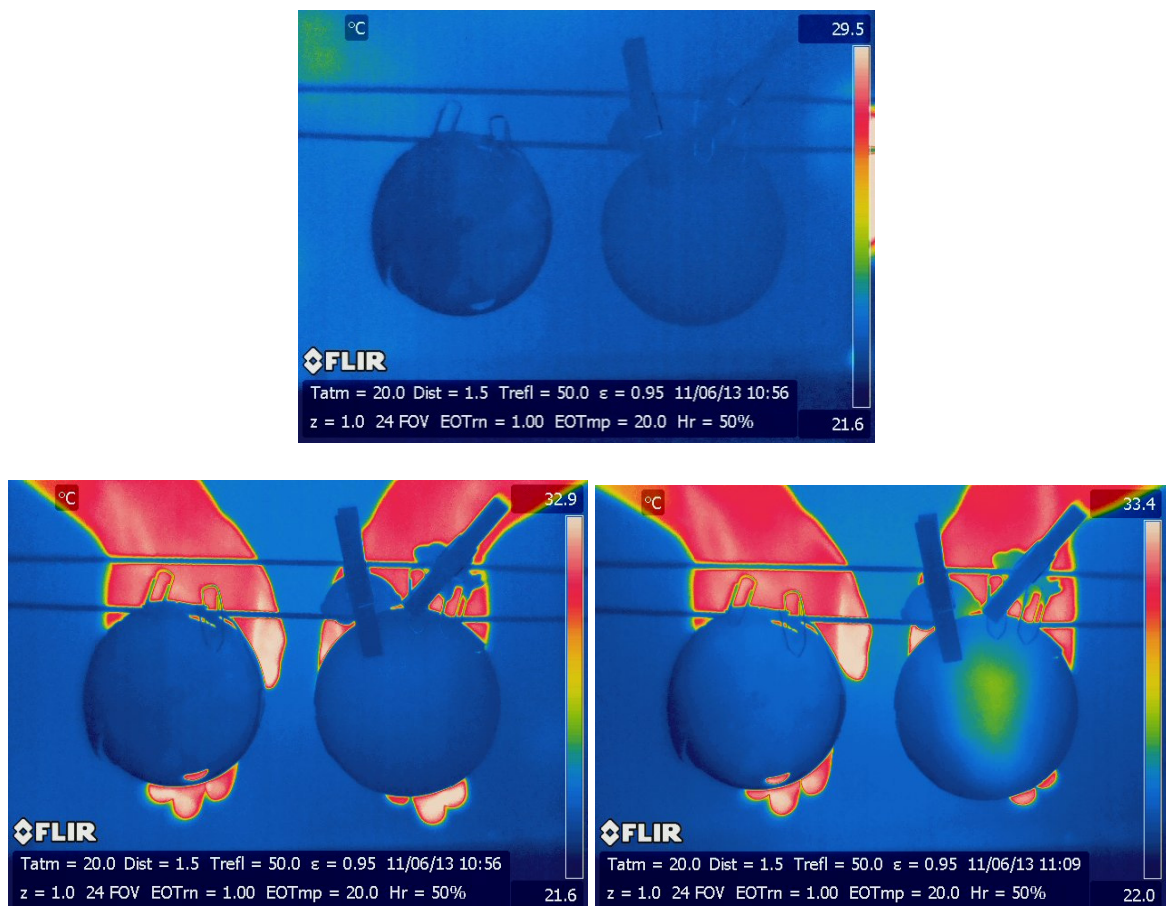 °C
29.5
FLIR
Tatm = 20.0 Dist = 1.5 Trefl = 50.0 ε = 0.95 11/06/13 10:56
z = 1.0 24 FOV EOTrn = 1.00 EOTmp = 20.0 Hr = 50%
21.6
°C
32.9
FLIR
Tatm = 20.0 Dist = 1.5 Trefl = 50.0 ε = 0.95 11/06/13 10:56
z = 1.0 24 FOV EOTrn = 1.00 EOTmp = 20.0 Hr = 50%
21.6
°C
33.4
FLIR
Tatm = 20.0 Dist = 1.5 Trefl = 50.0 ε = 0.95 11/06/13 11:09
z = 1.0 24 FOV EOTrn = 1.00 EOTmp = 20.0 Hr = 50%
22.0